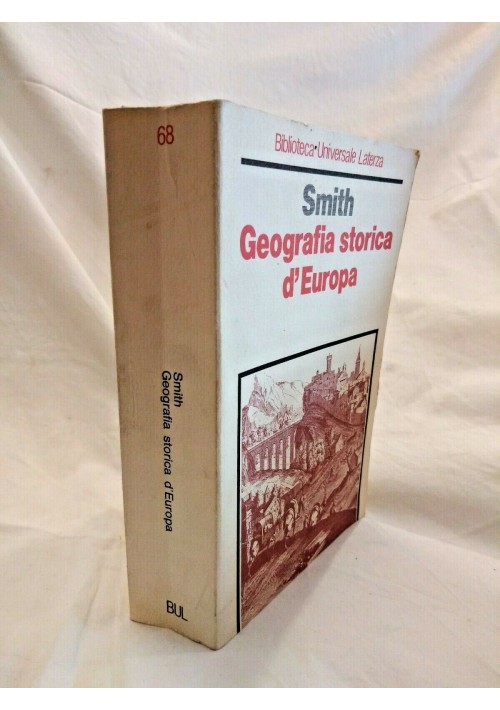 68
Smith
Geografia storica d'Europa
BUL
Biblioteca•Universale Laterza
Smith
Geografia storica
d'Europa